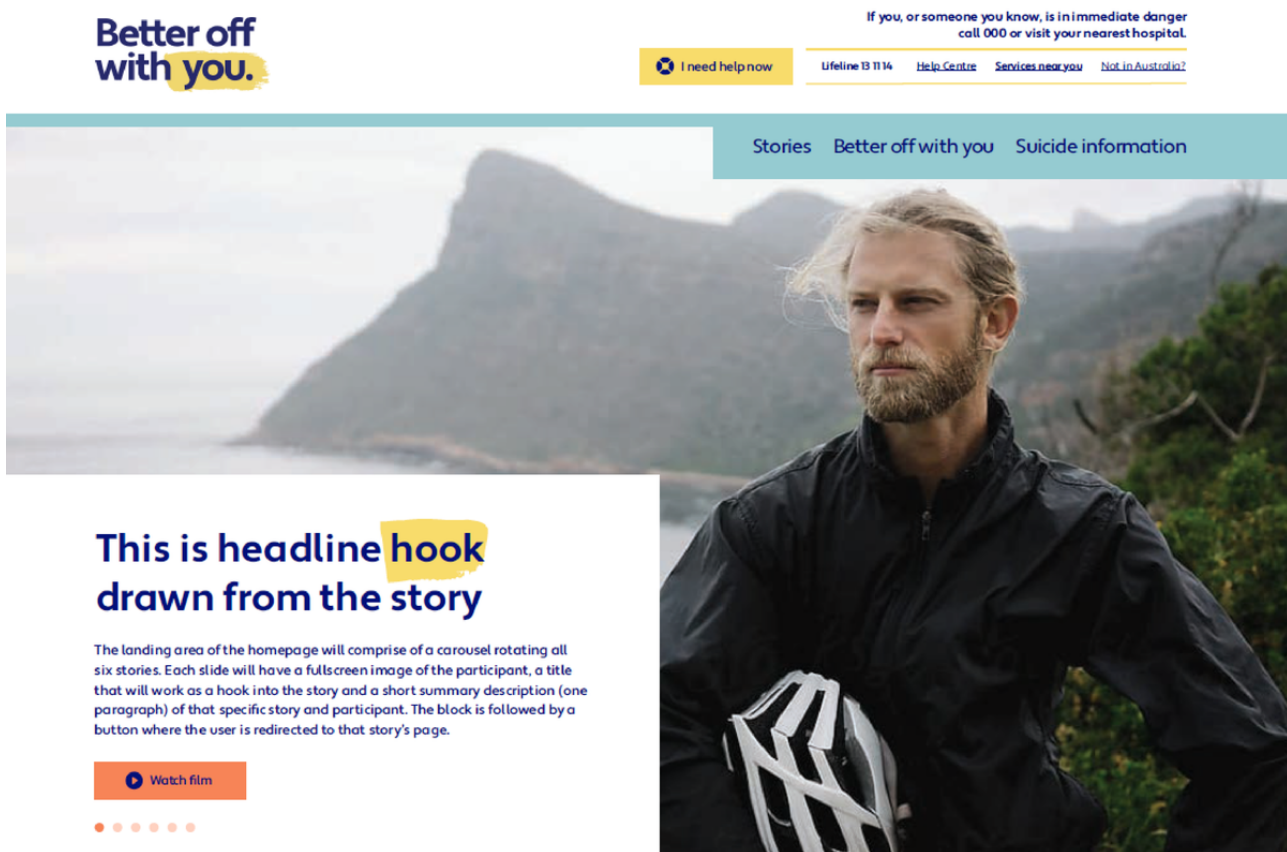 Better off
with you.
If you, or someone you know, is in immediate danger
call 000 or visit your nearest hospital.
I need help now
Lifeline 13 11 14 Help Centre Services near you Not in Australia?
Stories Better off with you Suicide information
This is headline hook
drawn from the story
The landing area of the homepage will comprise of a carousel rotating all
six stories. Each slide will have a fullscreen image of the participant, a title
that will work as a hook into the story and a short summary description (one
paragraph) of that specific story and participant. The block is followed by a
button where the user is redirected to that story's page.
Watch film